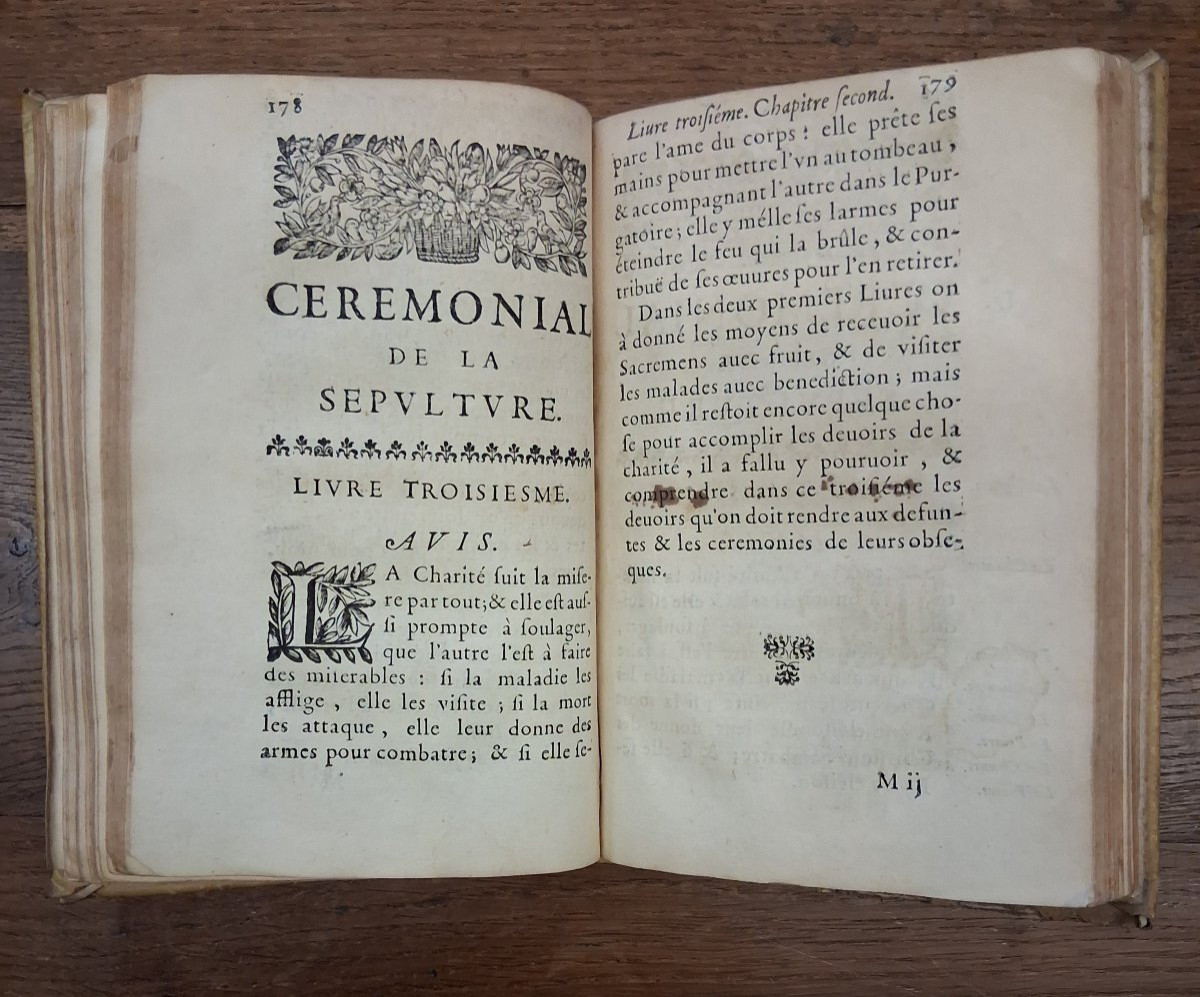 178
CEREMONIAL
DE LA
SEPVLTVRE.
LIVRE TROISIESME.
AVIS.
LA Charité ſuit la miſe-
re par tout; & elle eſt auſ-
ſi prompte à ſoulager,
que l'autre l'eſt à faire
des miſerables : ſi la maladie les
afflige , elle les viſite ; ſi la mort
les attaque , elle leur donne des
armes pour combatre; & ſi elle ſe-
Liure troiſiéme. Chapitre ſecond. 179
pare l'ame du corps : elle prête ſes
mains pour mettre l'vn au tombeau ,
& accompagnant l'autre dans le Pur-
gatoire ; elle y mélle ſes larmes pour
éteindre le feu qui la brûle , & con-
tribuë de ſes œuures pour l'en retirer.
Dans les deux premiers Liures on
à donné les moyens de receuoir les
Sacremens auec fruit , & de viſiter
les malades auec benediction ; mais
comme il reſtoit encore quelque cho-
ſe pour accomplir les deuoirs de la
charité , il a fallu y pouruoir , &
comprendre dans ce troiſiéme les
deuoirs qu'on doit rendre aux defun-
tes & les ceremonies de leurs obſe-
ques.
M ij